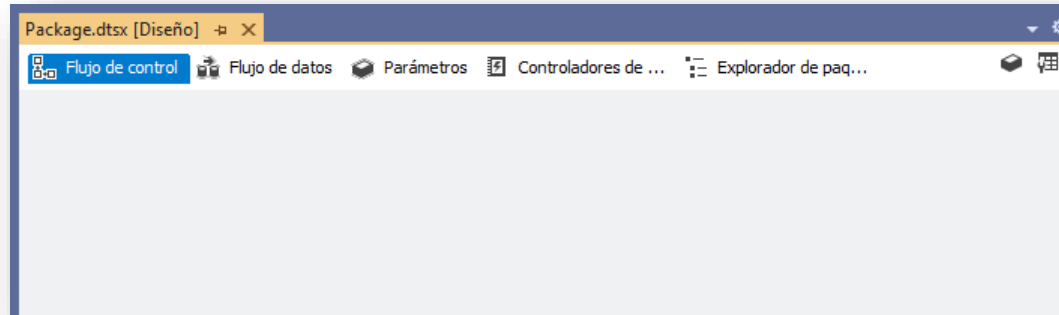 Package.dtsx [Diseño]
Flujo de control Flujo de datos Parámetros Controladores de ... Explorador de paq...